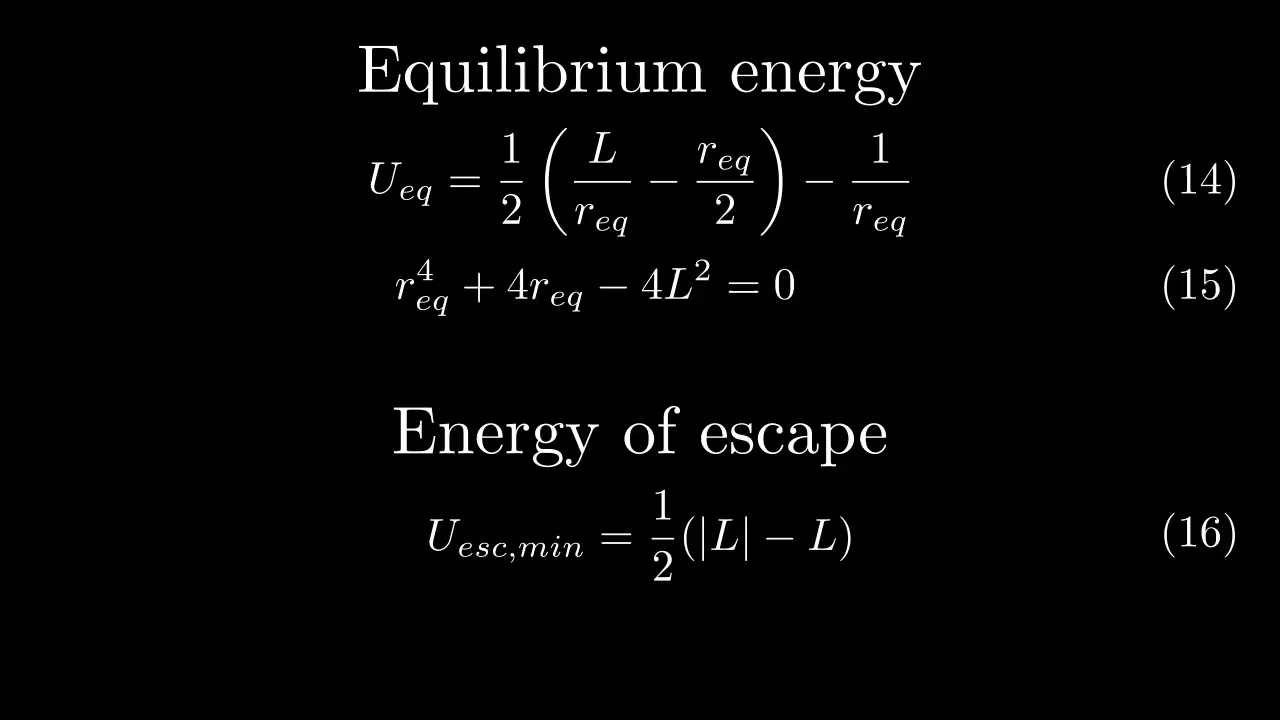 Equilibrium energy
$U_{eq} = \frac{1}{2} \left( \frac{L}{r_{eq}} - \frac{r_{eq}}{2} \right) - \frac{1}{r_{eq}}$ (14)
$r_{eq}^4 + 4r_{eq} - 4L^2 = 0$ (15)
Energy of escape
$U_{esc,min} = \frac{1}{2}(|L| - L)$ (16)